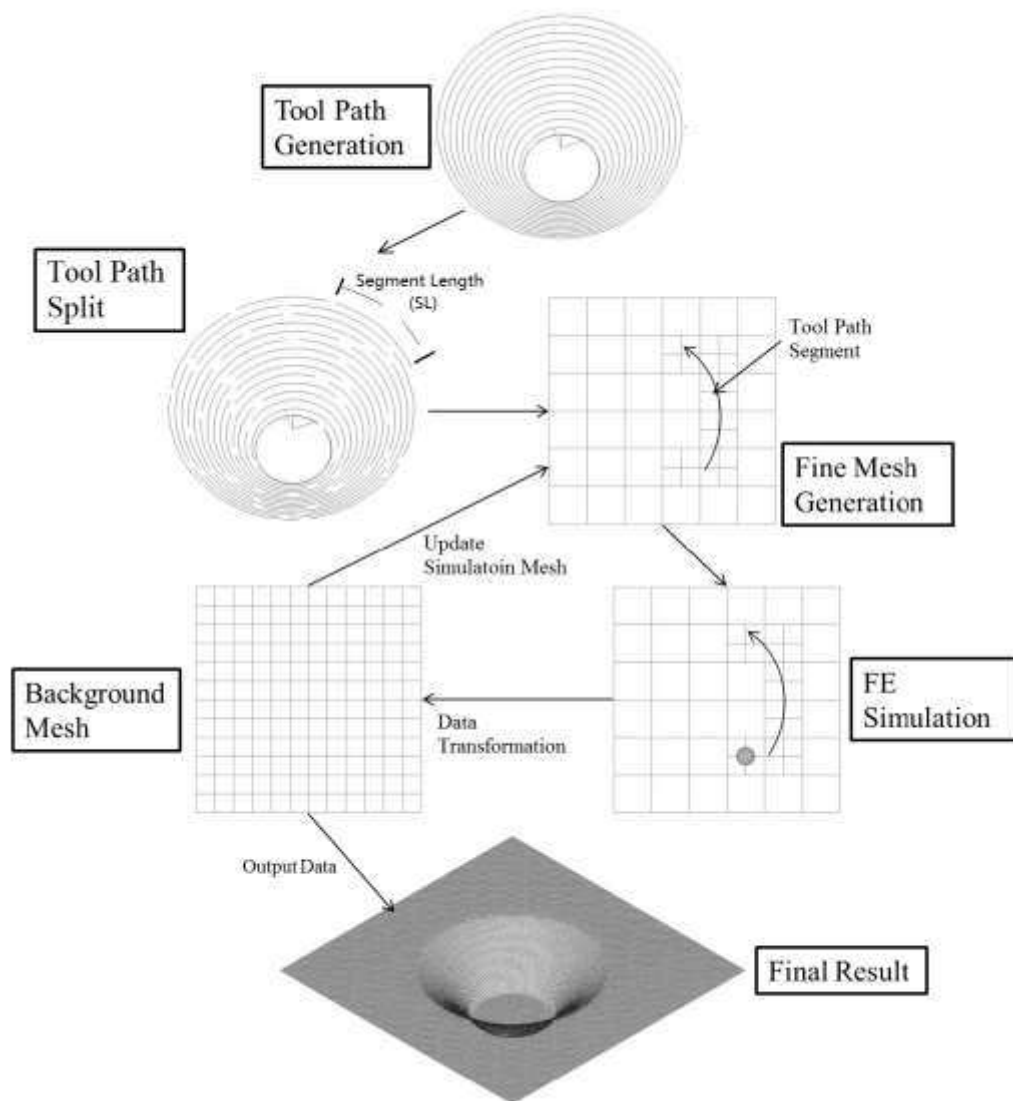 Tool Path
Generation
Tool Path
Split
Segment Length
(SL)
Tool Path
Segment
Fine Mesh
Generation
Update
Simulatoin Mesh
Background
Mesh
Data
Transformation
FE
Simulation
Output Data
Final Result